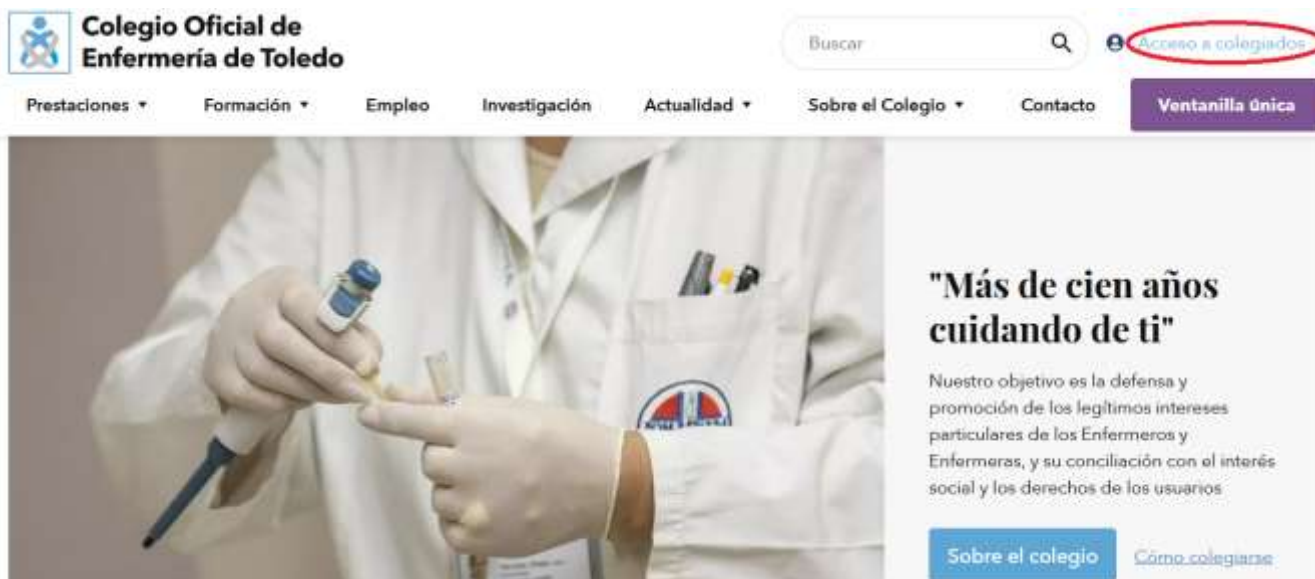 Colegio Oficial de
Enfermería de Toledo
Buscar
Acceso a colegiados
Prestaciones
Formación
Empleo
Investigación
Actualidad
Sobre el Colegio
Contacto
Ventanilla única
"Más de cien años
cuidando de ti"
Nuestro objetivo es la defensa y
promoción de los legítimos intereses
particulares de los Enfermeros y
Enfermeras, y su conciliación con el interés
social y los derechos de los usuarios
Sobre el colegio
Cómo colegiarse